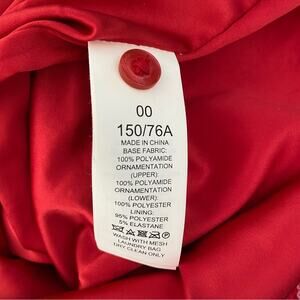 00
150/76A
MADE IN CHINA
BASE FABRIC:
100% POLYAMIDE
ORNAMENTATION
(UPPER):
100% POLYAMIDE
ORNAMENTATION
(LOWER):
100% POLYESTER
LINING:
95% POLYESTER
5% ELASTANE
WASH WITH MESH
LAUNDRY BAG
DRY CLEAN ONLY